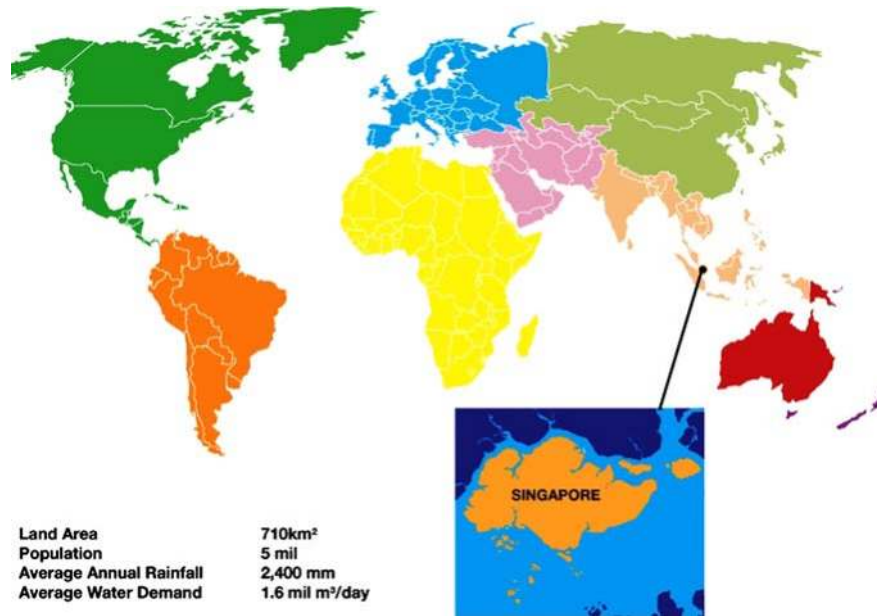 SINGAPORE
Land Area 710km²
Population 5 mil
Average Annual Rainfall 2,400 mm
Average Water Demand 1.6 mil m³/day